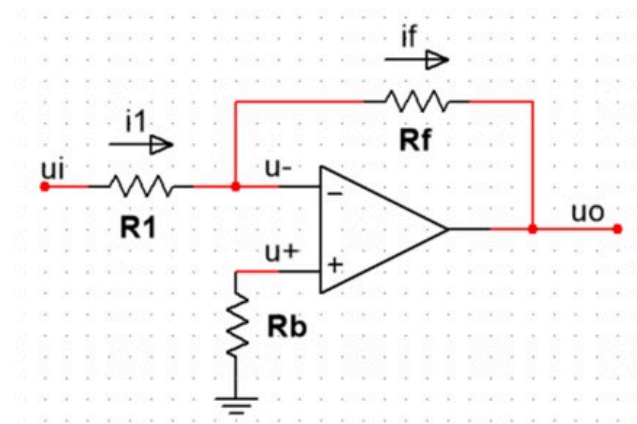 if
Rf
i1
ui
R1
u-
−
u+
+
Rb
uo